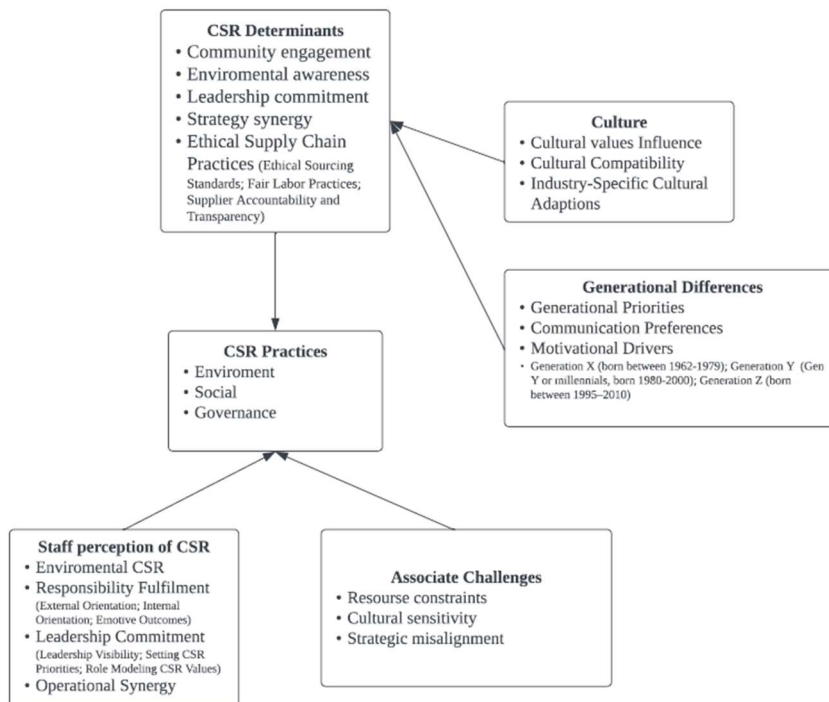 CSR Determinants
• Community engagement
• Enviromental awareness
• Leadership commitment
• Strategy synergy
• Ethical Supply Chain
Practices (Ethical Sourcing
Standards; Fair Labor Practices;
Supplier Accountability and
Transparency)
Culture
• Cultural values Influence
• Cultural Compatibility
• Industry-Specific Cultural
Adaptions
Generational Differences
• Generational Priorities
• Communication Preferences
• Motivational Drivers
• Generation X (born between 1962-1979); Generation Y (Gen
Y or millennials, born 1980-2000); Generation Z (born
between 1995–2010)
CSR Practices
• Enviroment
• Social
• Governance
Staff perception of CSR
• Enviromental CSR
• Responsibility Fulfilment
(External Orientation; Internal
Orientation; Emotive Outcomes)
• Leadership Commitment
(Leadership Visibility; Setting CSR
Priorities; Role Modeling CSR Values)
• Operational Synergy
Associate Challenges
• Resourse constraints
• Cultural sensitivity
• Strategic misalignment